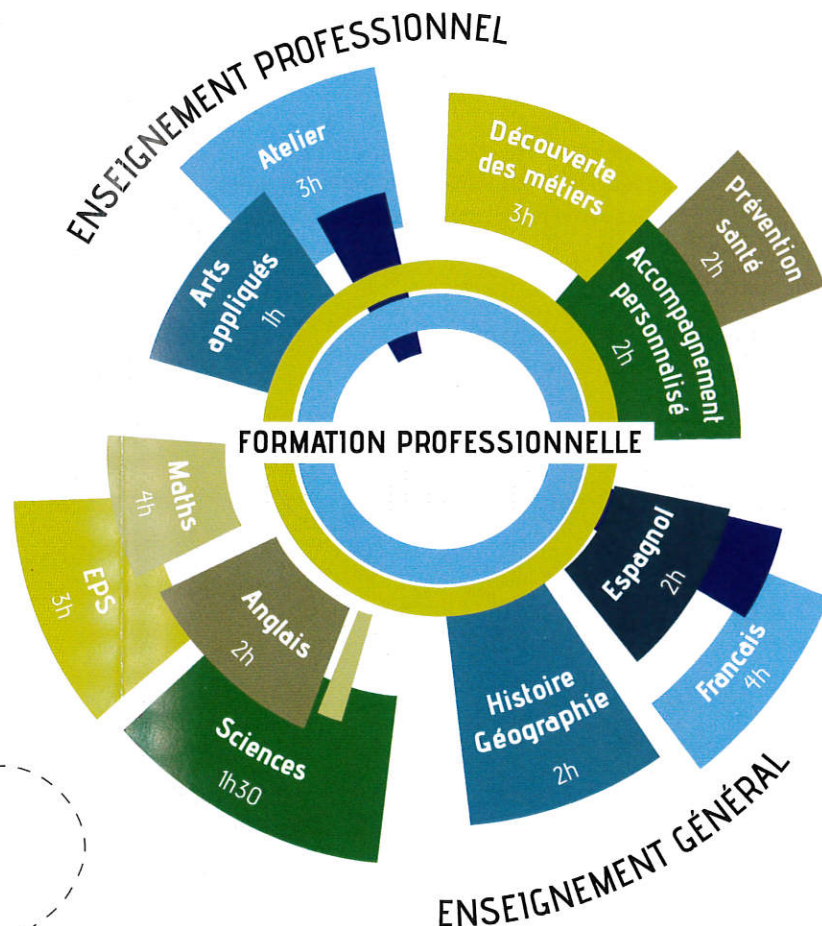 ENSEIGNEMENT PROFESSIONNEL
Atelier
3h
Arts
appliqués
1h
Découverte
des métiers
3h
Prévention
santé
2h
Accompagnement
personnalisé
2h
FORMATION PROFESSIONNELLE
Maths
4h
EPS
3h
Anglais
2h
Sciences
1h30
Histoire
Géographie
2h
Espagnol
2h
Francais
4h
ENSEIGNEMENT GÉNÉRAL